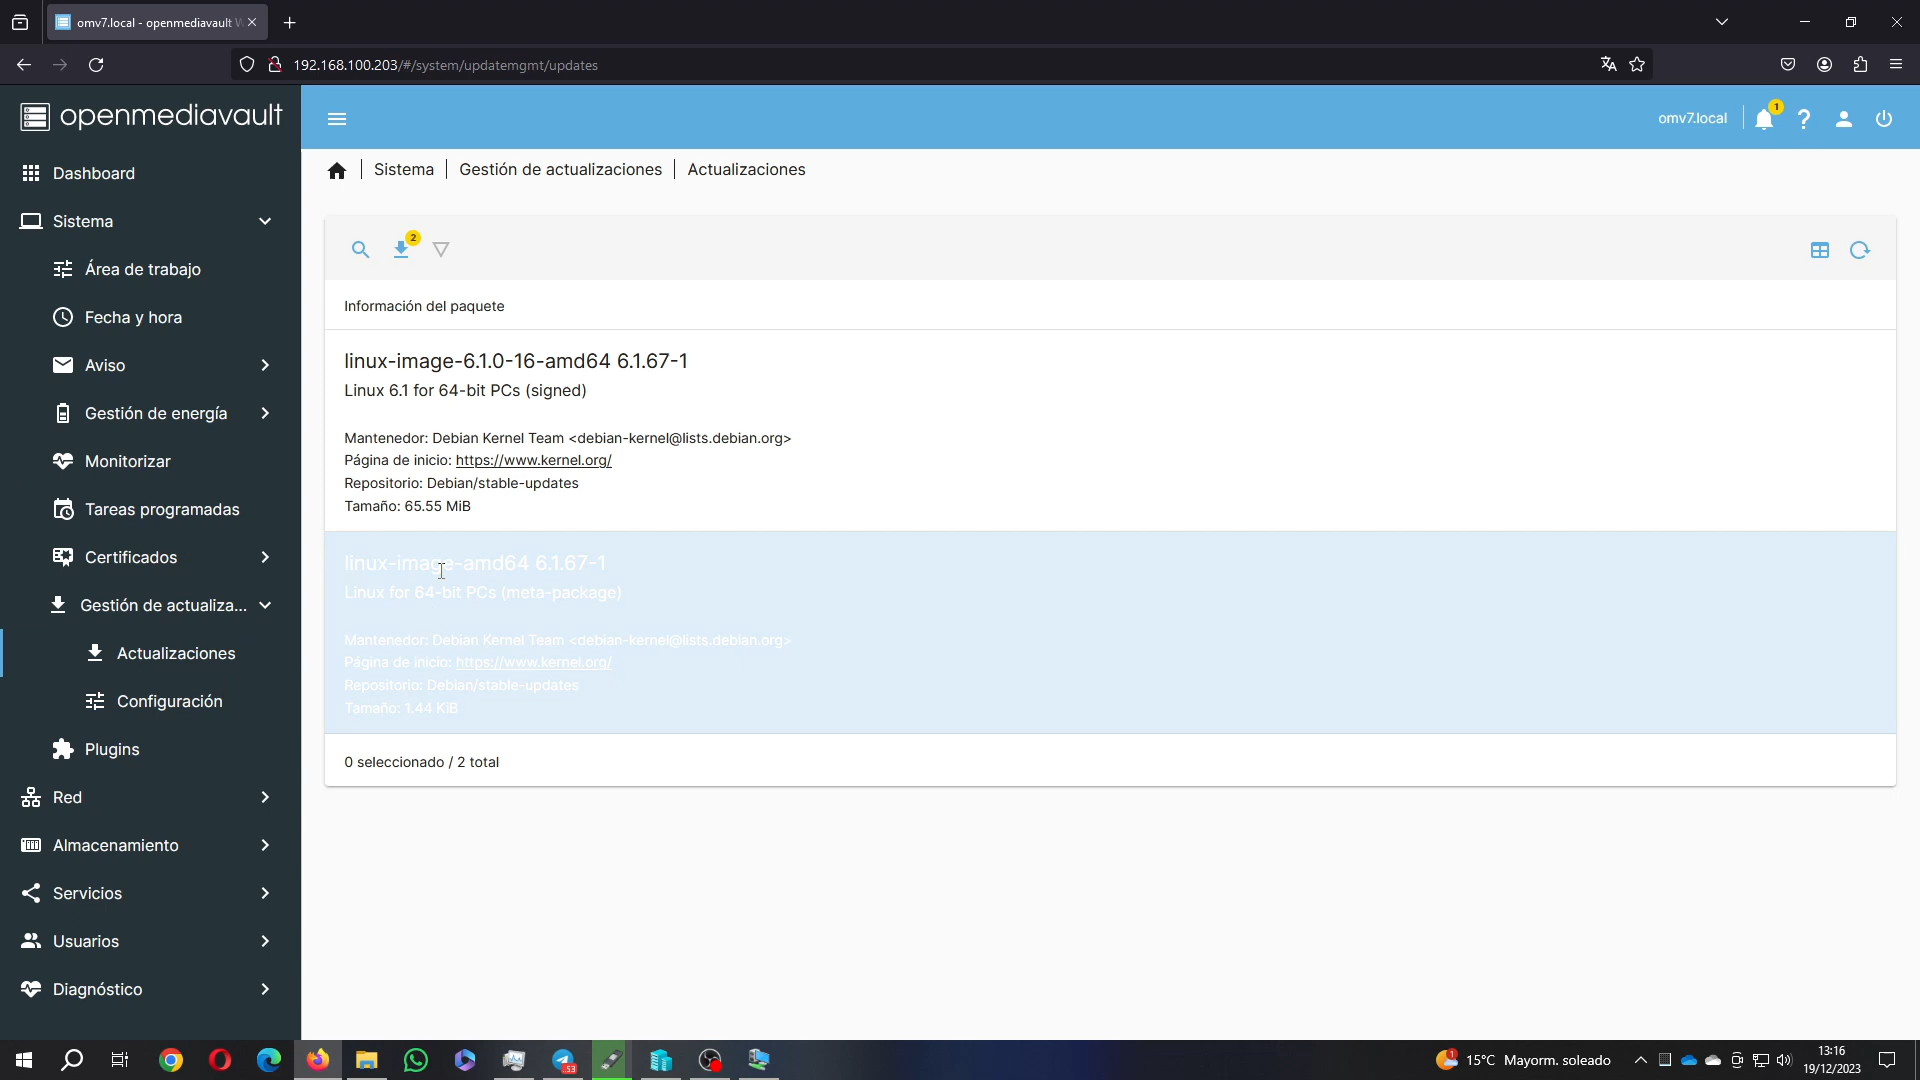 omv7.local - openmediavault W
192.168.100.203/#/system/updatemgmt/updates
openmediavault
omv7.local
1
Sistema
Gestión de actualizaciones
Actualizaciones
Dashboard
Sistema
Área de trabajo
Fecha y hora
Aviso
Gestión de energía
Monitorizar
Tareas programadas
Certificados
Gestión de actualiza...
Actualizaciones
Configuración
Plugins
Red
Almacenamiento
Servicios
Usuarios
Diagnóstico
2
Información del paquete
linux-image-6.1.0-16-amd64 6.1.67-1
Linux 6.1 for 64-bit PCs (signed)
Mantenedor: Debian Kernel Team <debian-kernel@lists.debian.org>
Página de inicio: https://www.kernel.org/
Repositorio: Debian/stable-updates
Tamaño: 65.55 MiB
linux-image-amd64 6.1.67-1
Linux for 64-bit PCs (meta-package)
Mantenedor: Debian Kernel Team <debian-kernel@lists.debian.org>
Página de inicio: https://www.kernel.org/
Repositorio: Debian/stable-updates
Tamaño: 1.44 KiB
0 seleccionado / 2 total
53
1
15°C Mayorm. soleado
13:16
19/12/2023